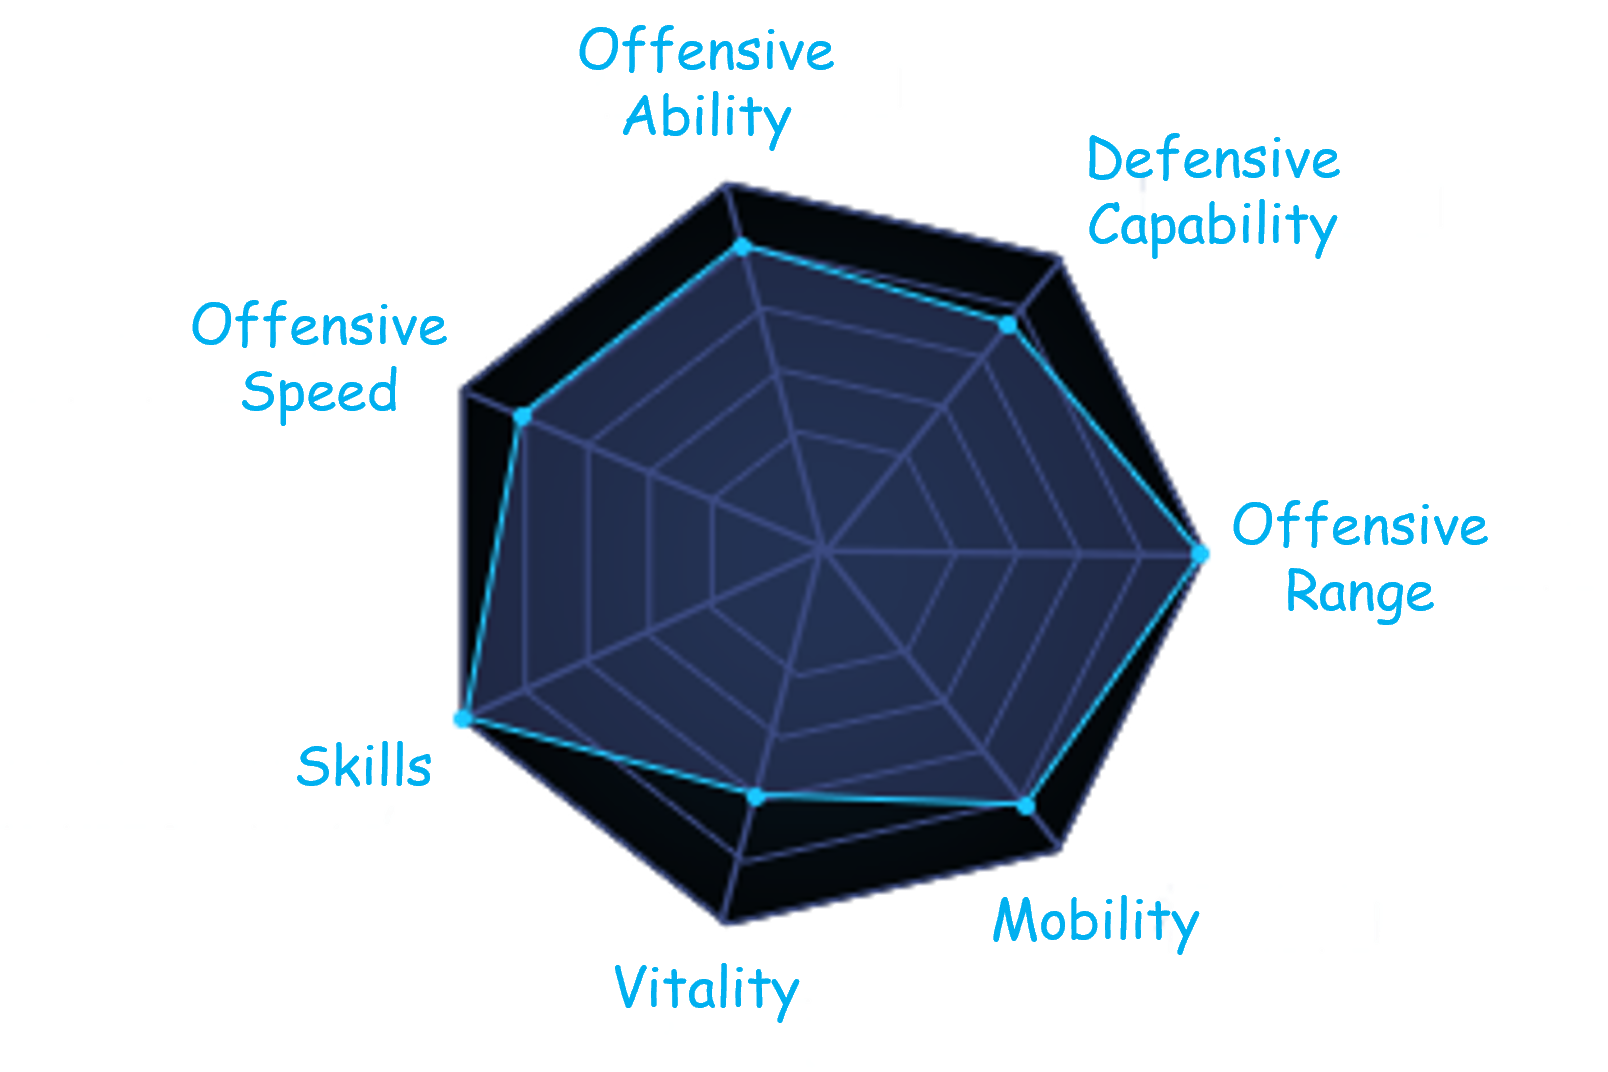 Offensive
Ability
Defensive
Capability
Offensive
Speed
Offensive
Range
Skills
Mobility
Vitality